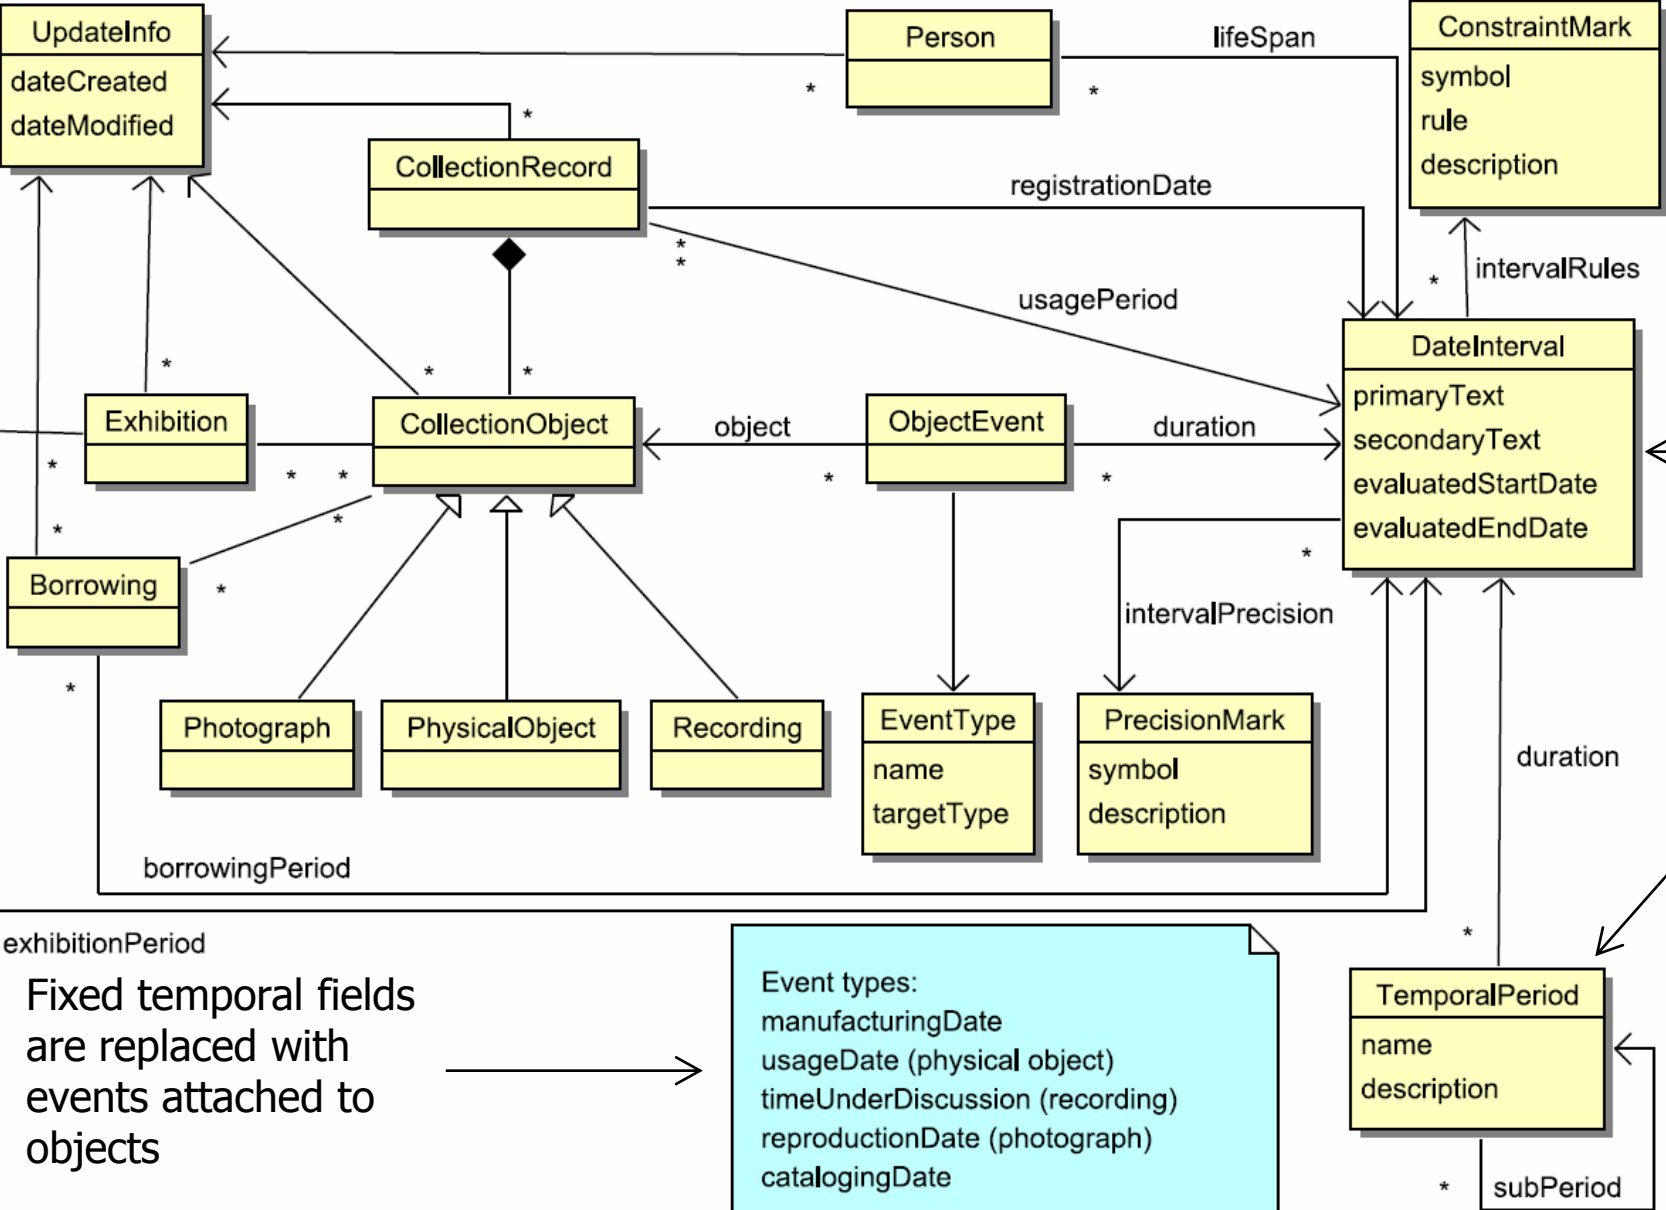 UpdateInfo
dateCreated
dateModified
Person
*
*
lifeSpan
ConstraintMark
symbol
rule
description
*
CollectionRecord
registrationDate
*
*
usagePeriod
*
intervalRules
DateInterval
primaryText
secondaryText
evaluatedStartDate
evaluatedEndDate
*
*
*
Exhibition
*
*
*
CollectionObject
object
*
ObjectEvent
duration
*
*
*
*
*
Borrowing
*
*
intervalPrecision
Photograph
PhysicalObject
Recording
EventType
name
targetType
PrecisionMark
symbol
description
duration
*
borrowingPeriod
exhibitionPeriod
Fixed temporal fields
are replaced with
events attached to
objects
Event types:
manufacturingDate
usageDate (physical object)
timeUnderDiscussion (recording)
reproductionDate (photograph)
catalogingDate
TemporalPeriod
name
description
*
subPeriod